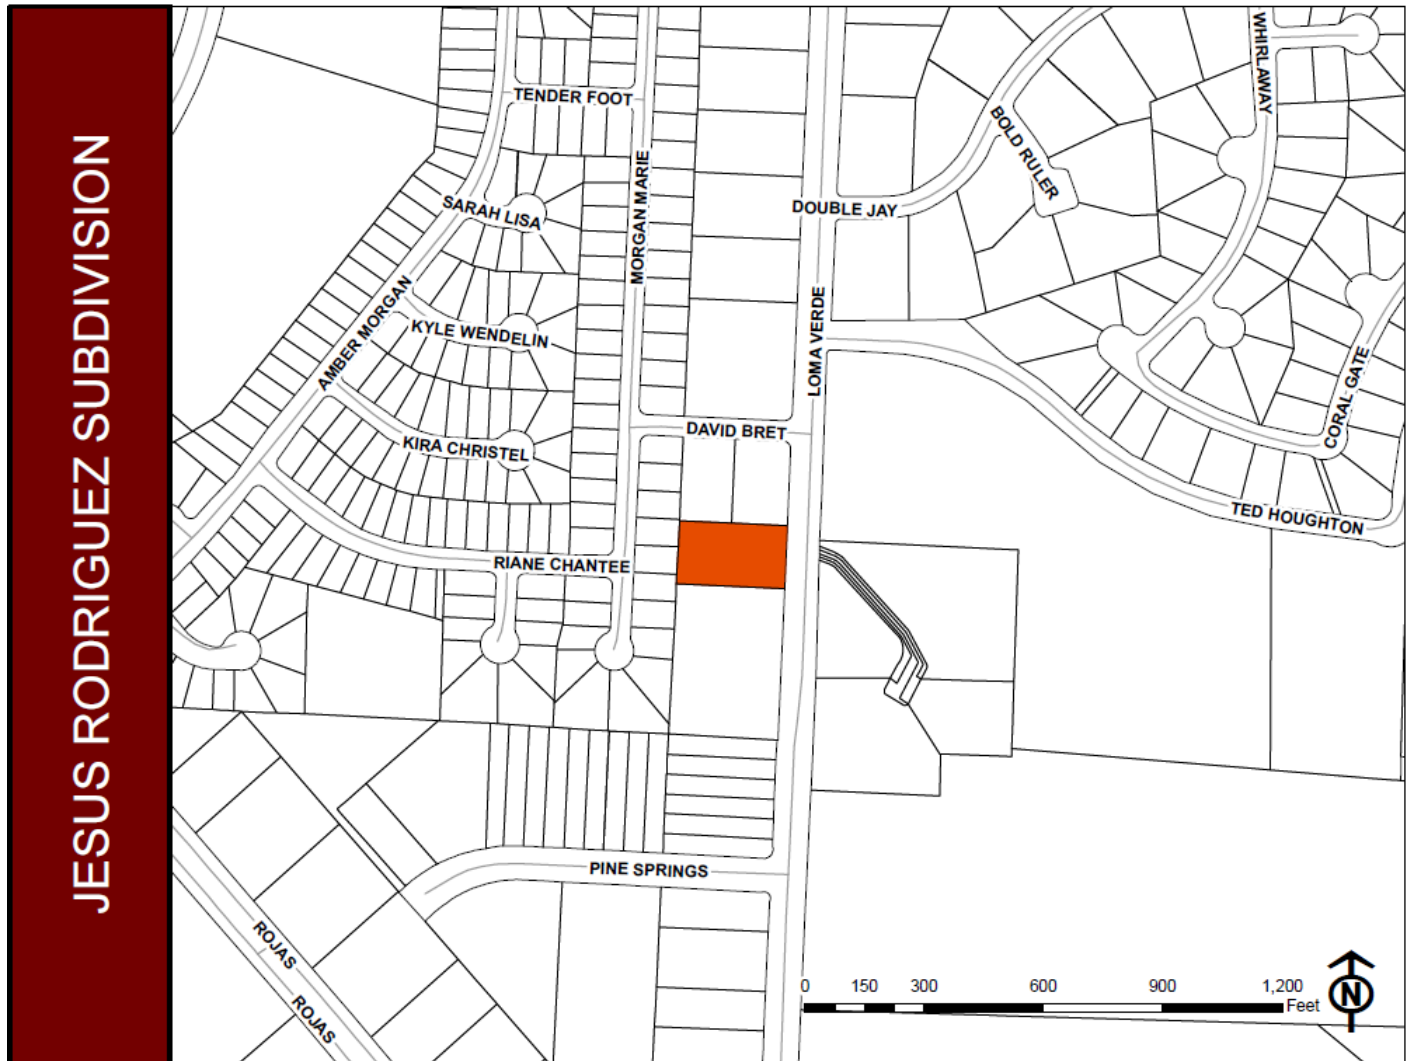 JESUS RODRIGUEZ SUBDIVISION
TENDER FOOT
WHIRLAWAY
BOLD RULER
MORGAN MARIE
SARAH LISA
DOUBLE JAY
AMBER MORGAN
KYLE WENDELIN
LOMA VERDE
CORAL GATE
DAVID BRET
KIRA CHRISTEL
TED HOUGHTON
RIANE CHANTEE
PINE SPRINGS
ROJAS
ROJAS
0 150 300 600 900 1,200
Feet
N